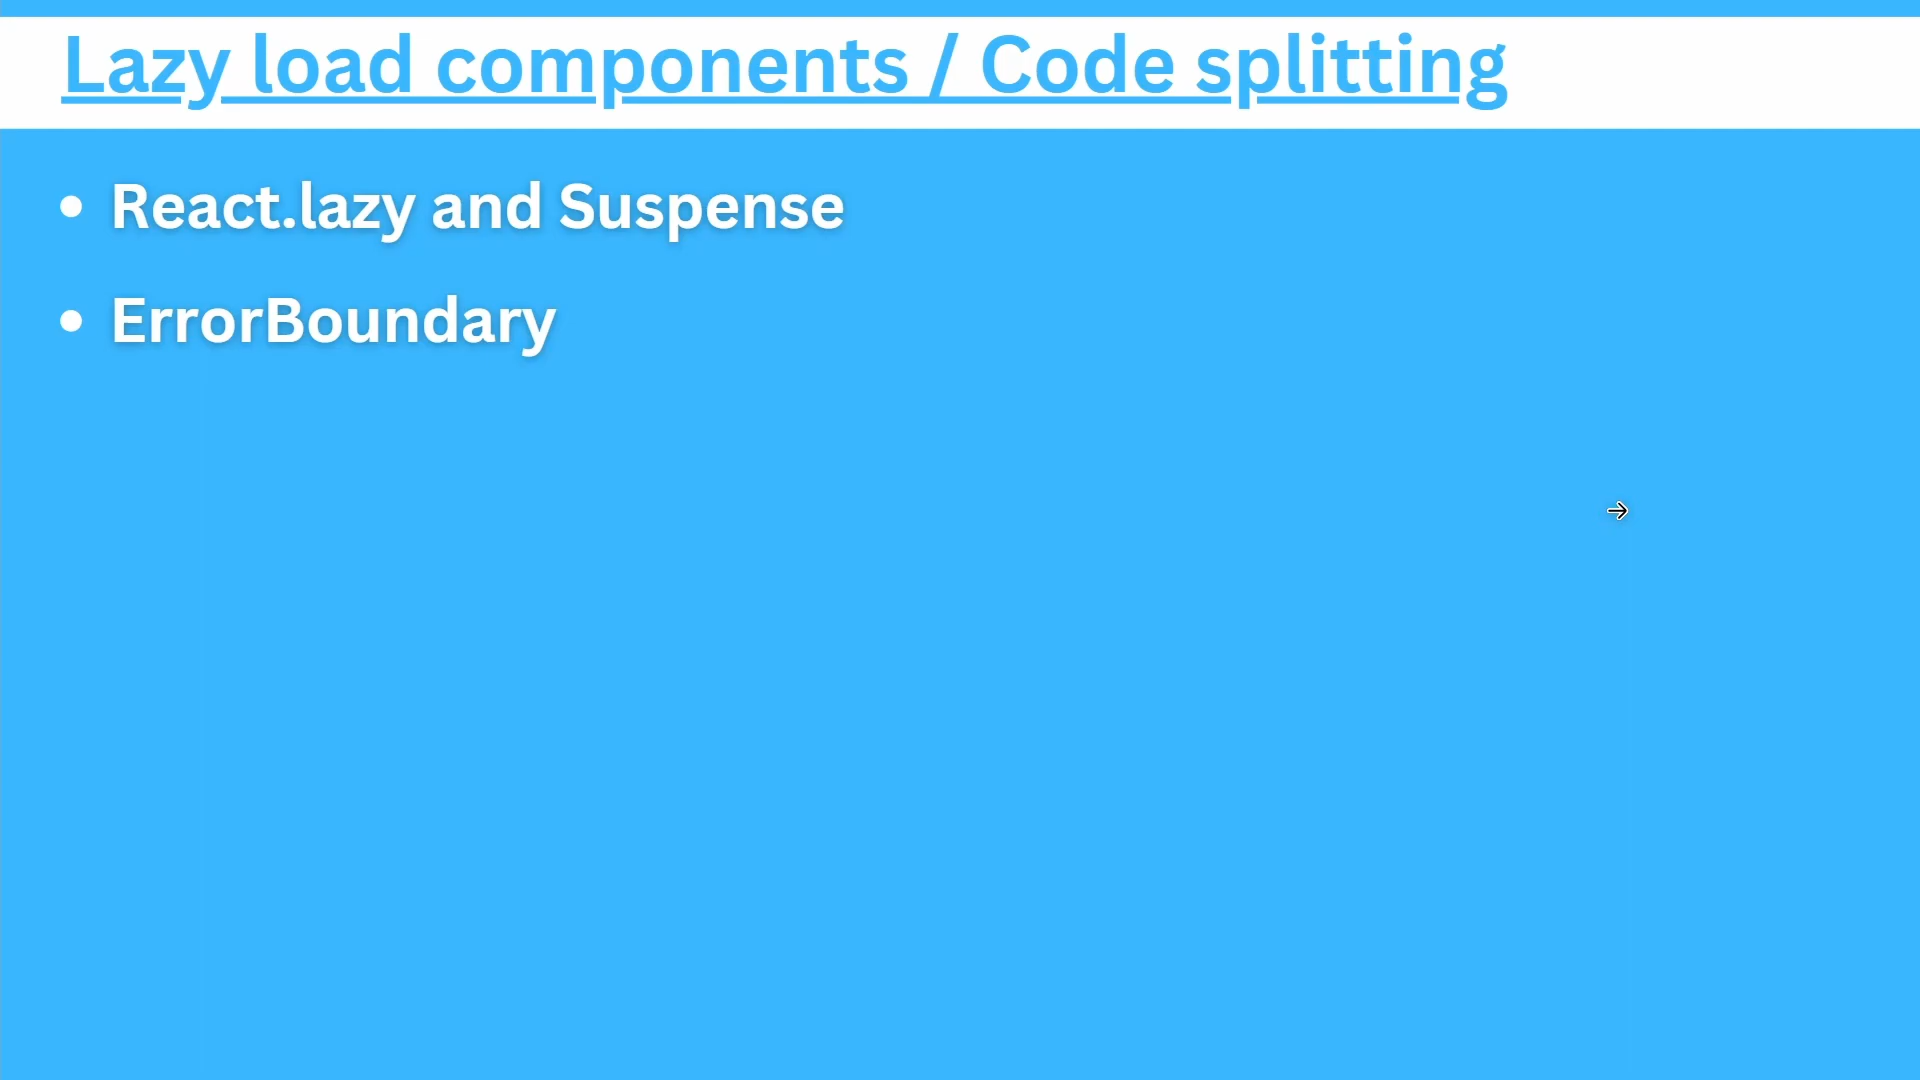 Lazy load components / Code splitting
• React.lazy and Suspense
• ErrorBoundary